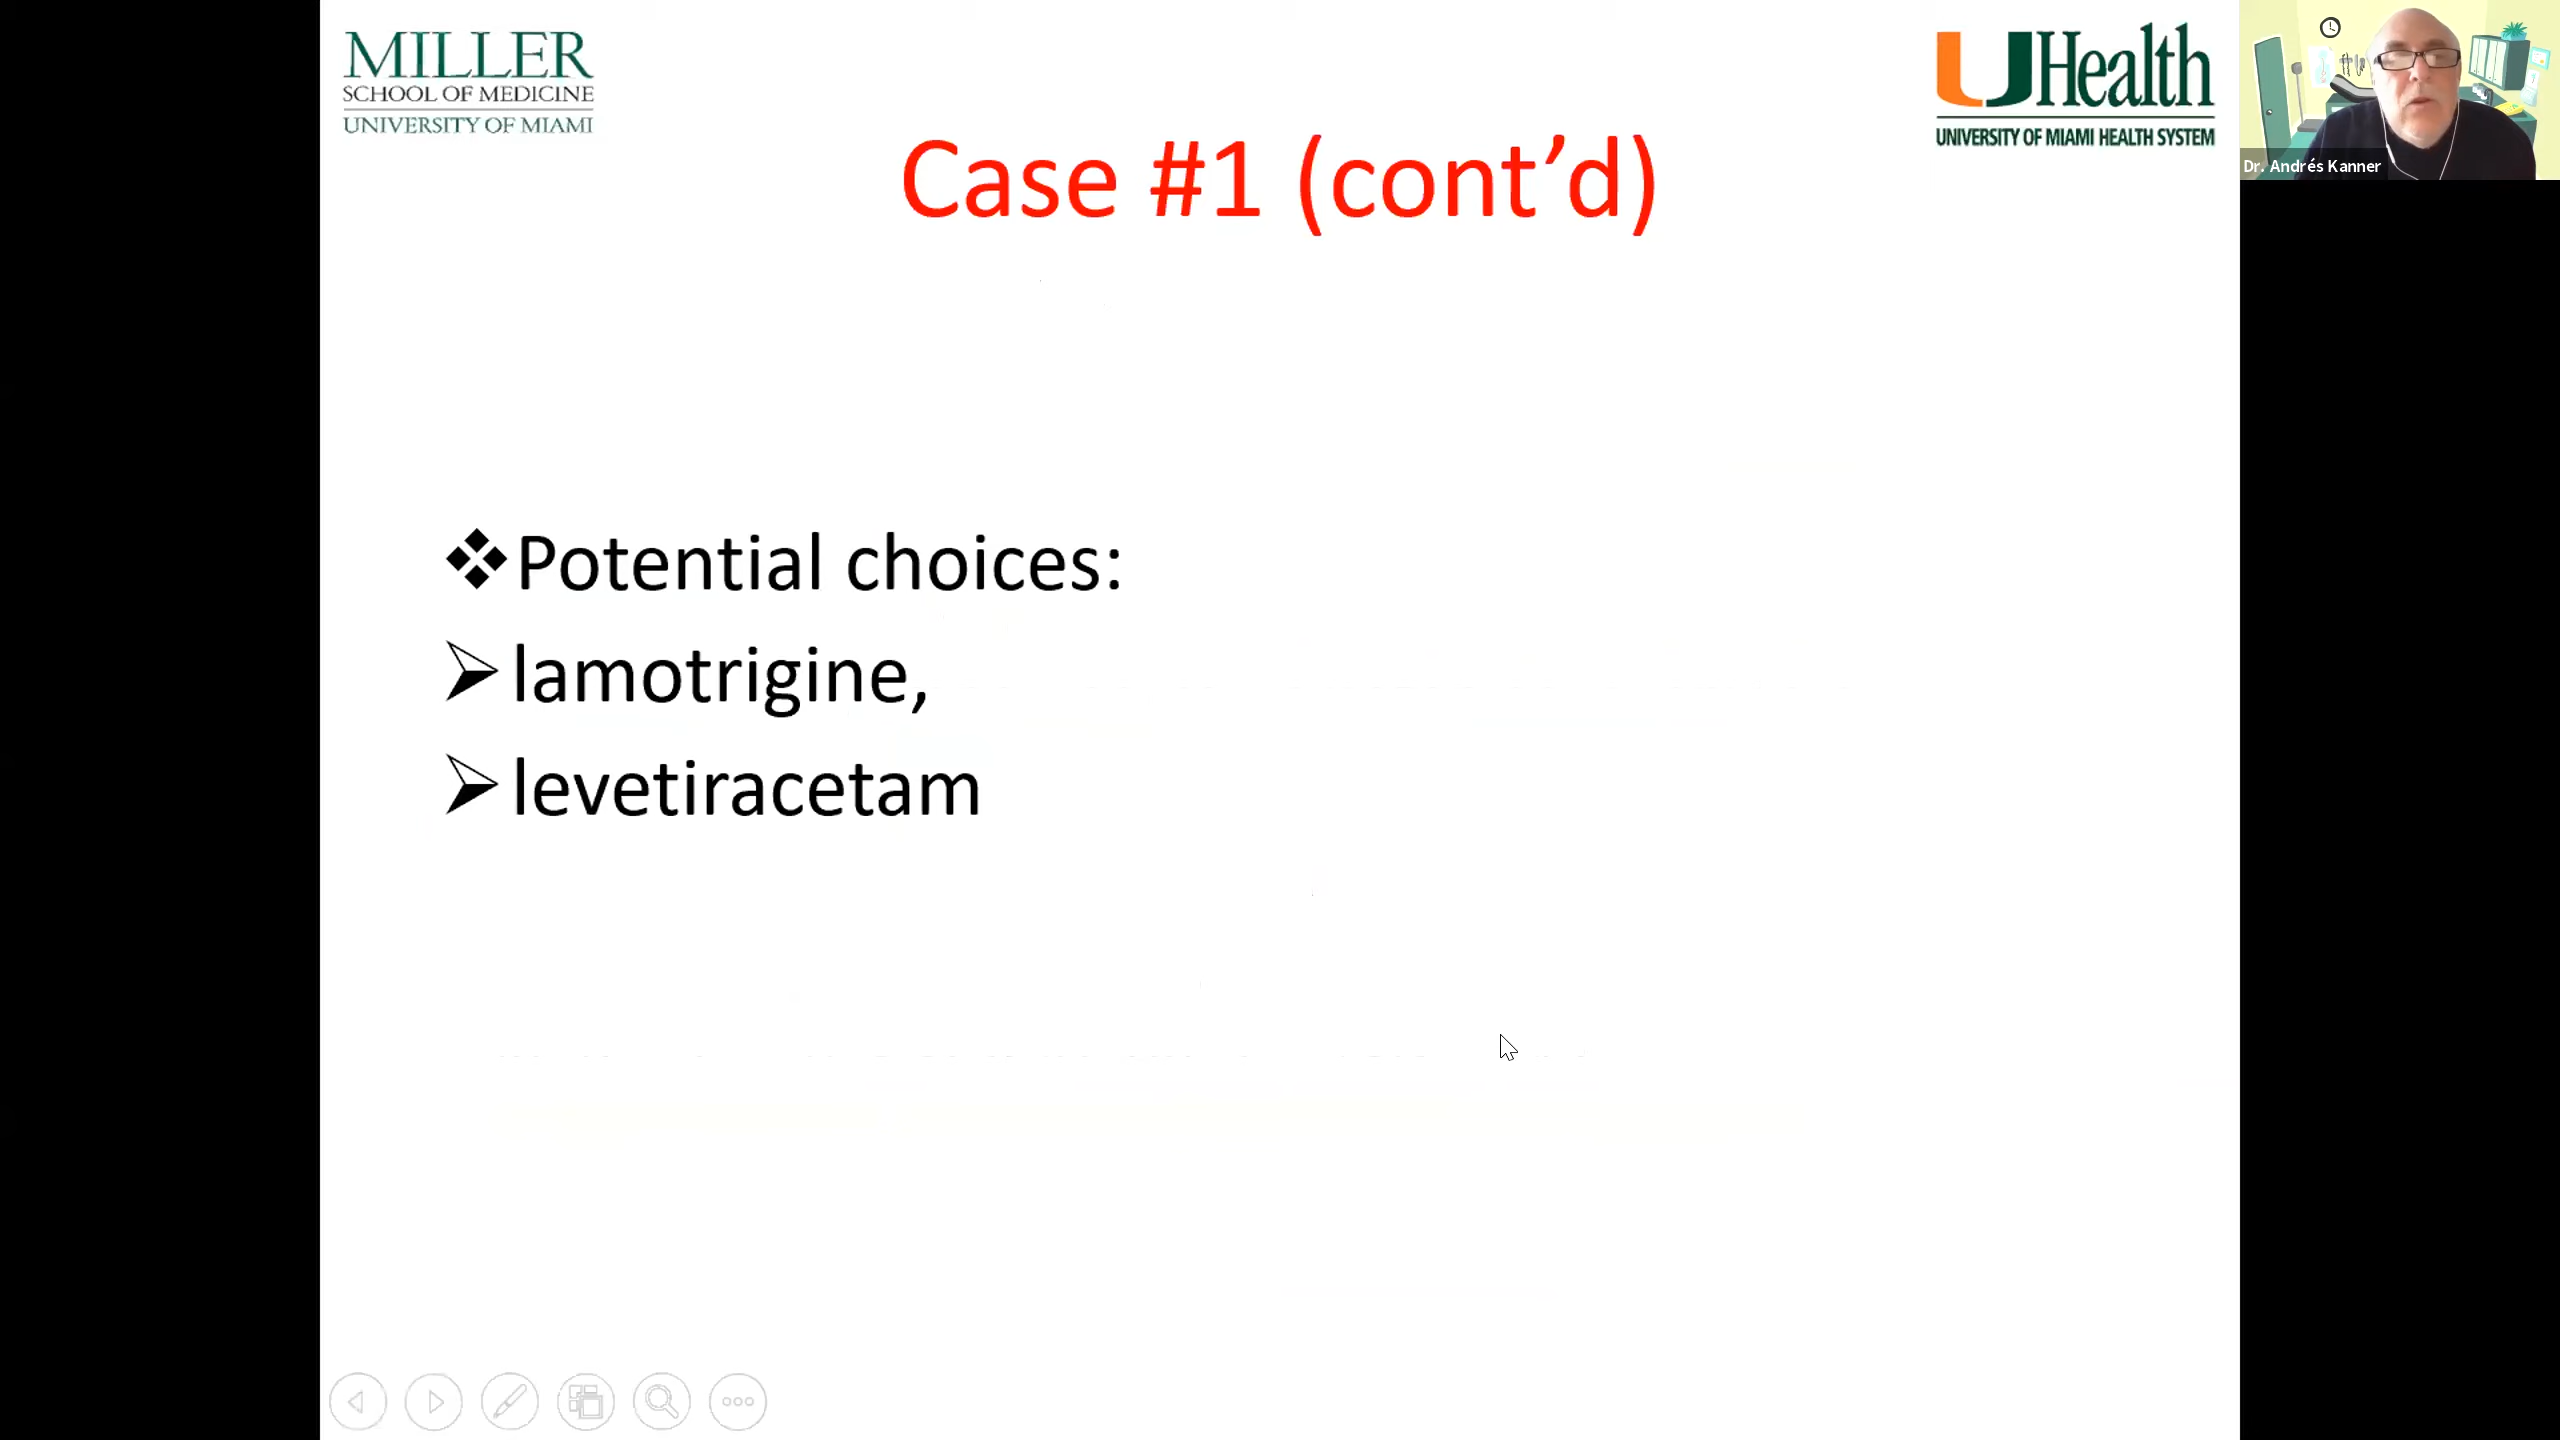 MILLER
SCHOOL OF MEDICINE
UNIVERSITY OF MIAMI
UHealth
UNIVERSITY OF MIAMI HEALTH SYSTEM
Dr. Andrés Kanner
Case #1 (cont’d)
Potential choices:
lamotrigine,
levetiracetam